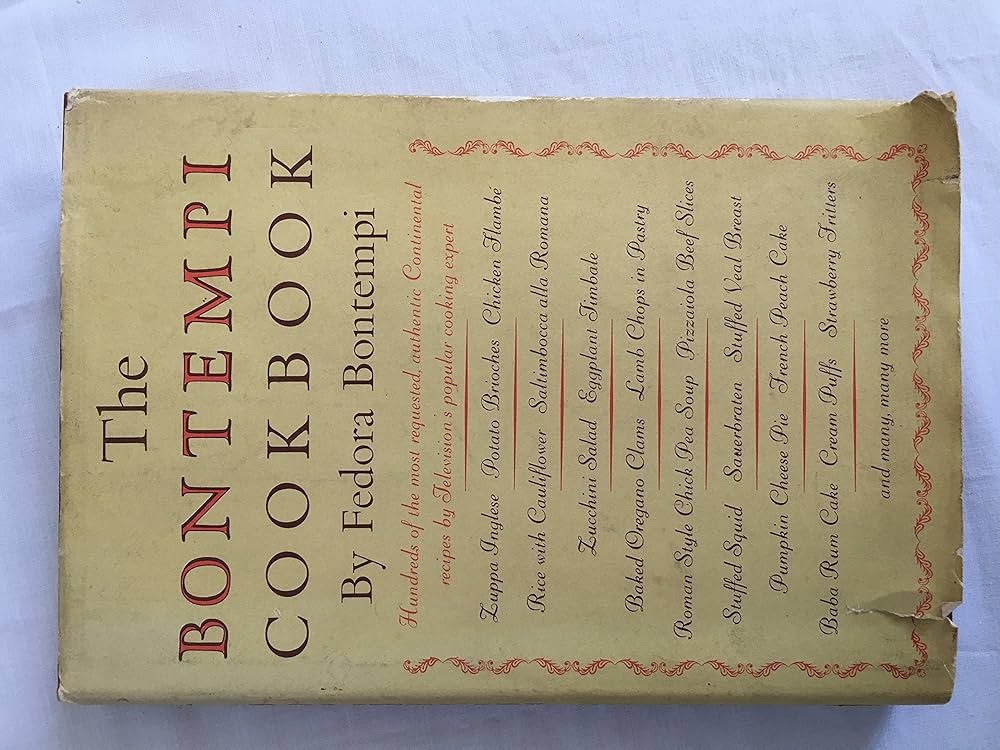 The
BONTEMPI
COOKBOOK
By Fedora Bontempi
Hundreds of the most requested, authentic Continental
recipes by Television's popular cooking expert
Zuppa Inglese Potato Brioches Chicken Flambé
Rice with Cauliflower Saltimbocca alla Romana
Zucchini Salad Eggplant Timbale
Baked Oregano Clams Lamb Chops in Pastry
Roman Style Chick Pea Soup Pizzaiola Beef Slices
Stuffed Squid Sauerbraten Stuffed Veal Breast
Pumpkin Cheese Pie French Peach Cake
Baba Rum Cake Cream Puffs Strawberry Fritters
and many, many more